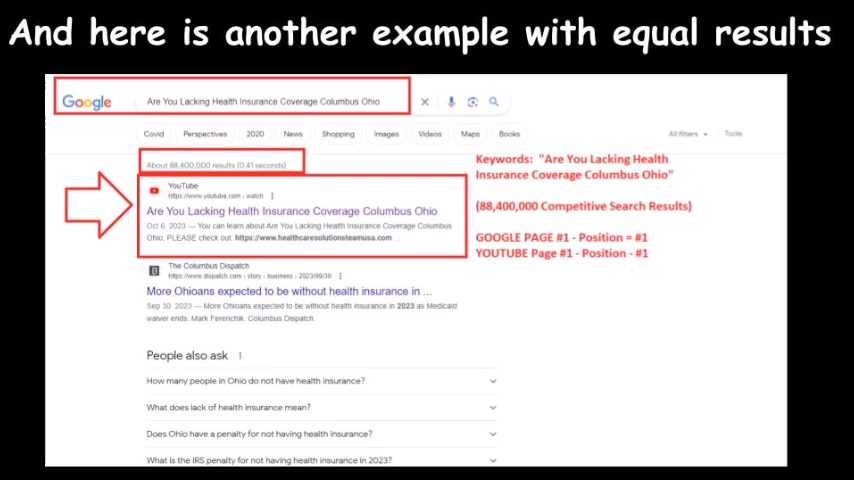 And here is another example with equal results
Google
Are You Lacking Health Insurance Coverage Columbus Ohio
Covid Perspectives 2020 News Shopping Images Videos Maps Books All filters Tools
About 88,400,000 results (0.41 seconds)
YouTube
https://www.youtube.com › watch
Are You Lacking Health Insurance Coverage Columbus Ohio
Oct 6, 2023 — You can learn about Are You Lacking Health Insurance Coverage Columbus
Ohio, PLEASE check out: https://www.healthcaresolutionsteamusa.com ...
The Columbus Dispatch
https://www.dispatch.com › story › business › 2023/09/30
More Ohioans expected to be without health insurance in ...
Sep 30, 2023 — More Ohioans expected to be without health insurance in 2023 as Medicaid
waiver ends. Mark Ferenchik. Columbus Dispatch
People also ask
How many people in Ohio do not have health insurance?
What does lack of health insurance mean?
Does Ohio have a penalty for not having health insurance?
What is the IRS penalty for not having health insurance in 2023?
Keywords: "Are You Lacking Health
Insurance Coverage Columbus Ohio"
(88,400,000 Competitive Search Results)
GOOGLE PAGE #1 - Position = #1
YOUTUBE Page #1 - Position - #1